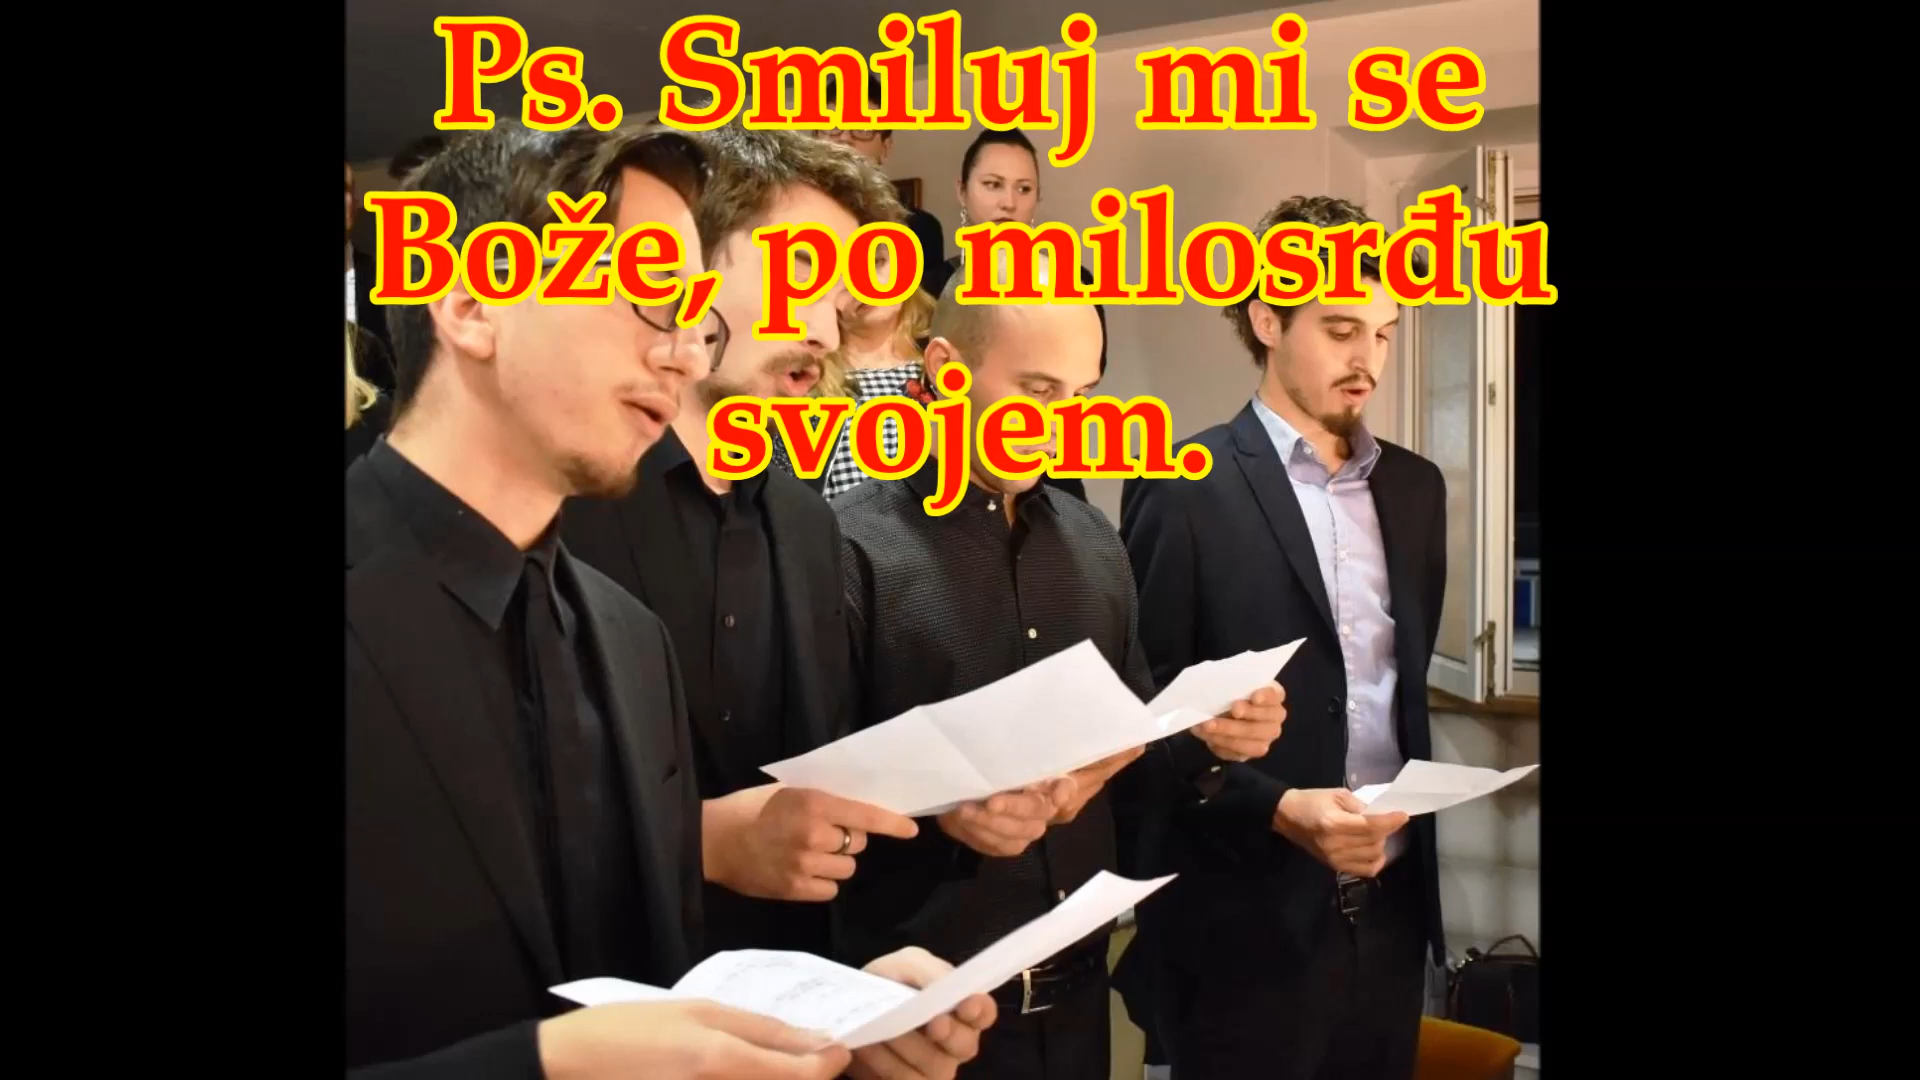 Ps. Smiluj mi se
Bože, po milosrđu
svojem.